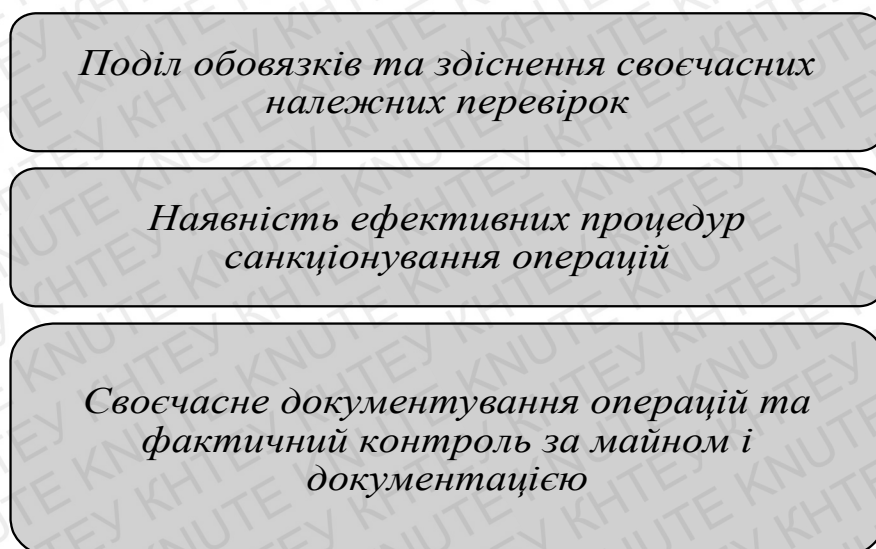 Поділ обовязків та здіснення своєчасних
належних перевірок
Наявність ефективних процедур
санкціонування операцій
Своєчасне документування операцій та
фактичний контроль за майном і
документацією